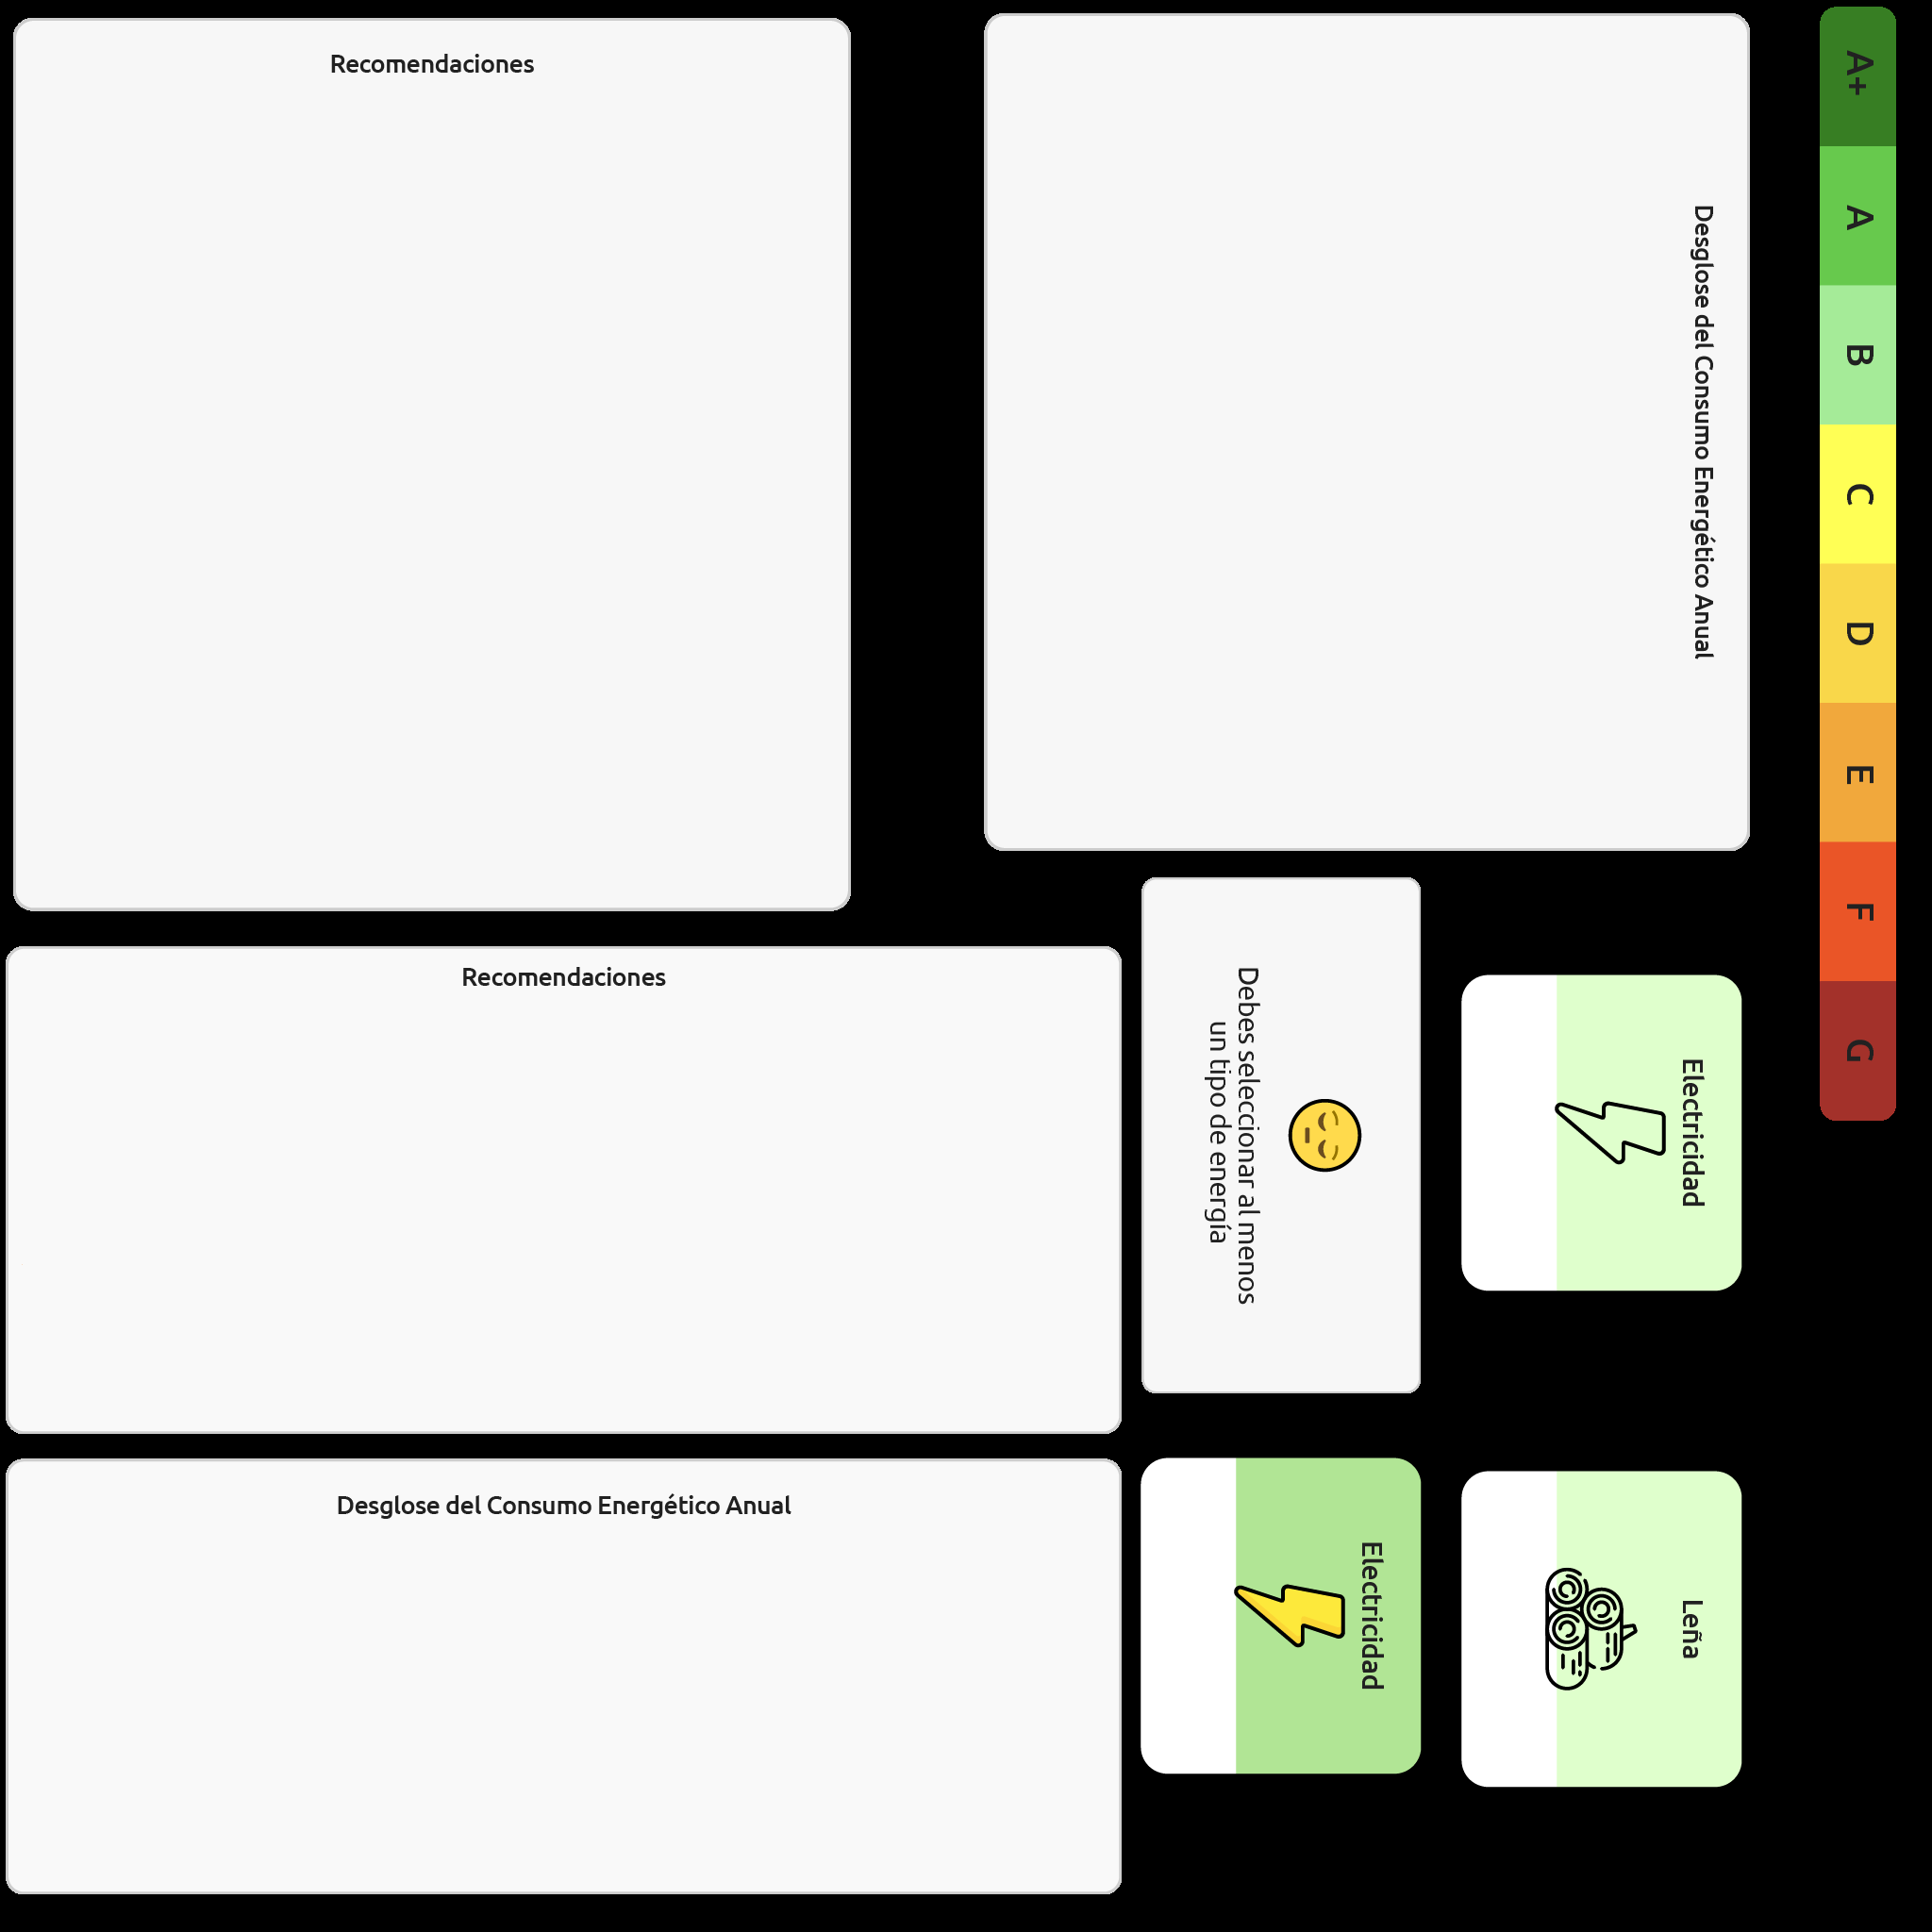 Recomendaciones
Desglose del Consumo Energético Anual
A+
A
B
C
D
E
F
G
Recomendaciones
Debes seleccionar al menos
un tipo de energía
Electricidad
Desglose del Consumo Energético Anual
Electricidad
Leña